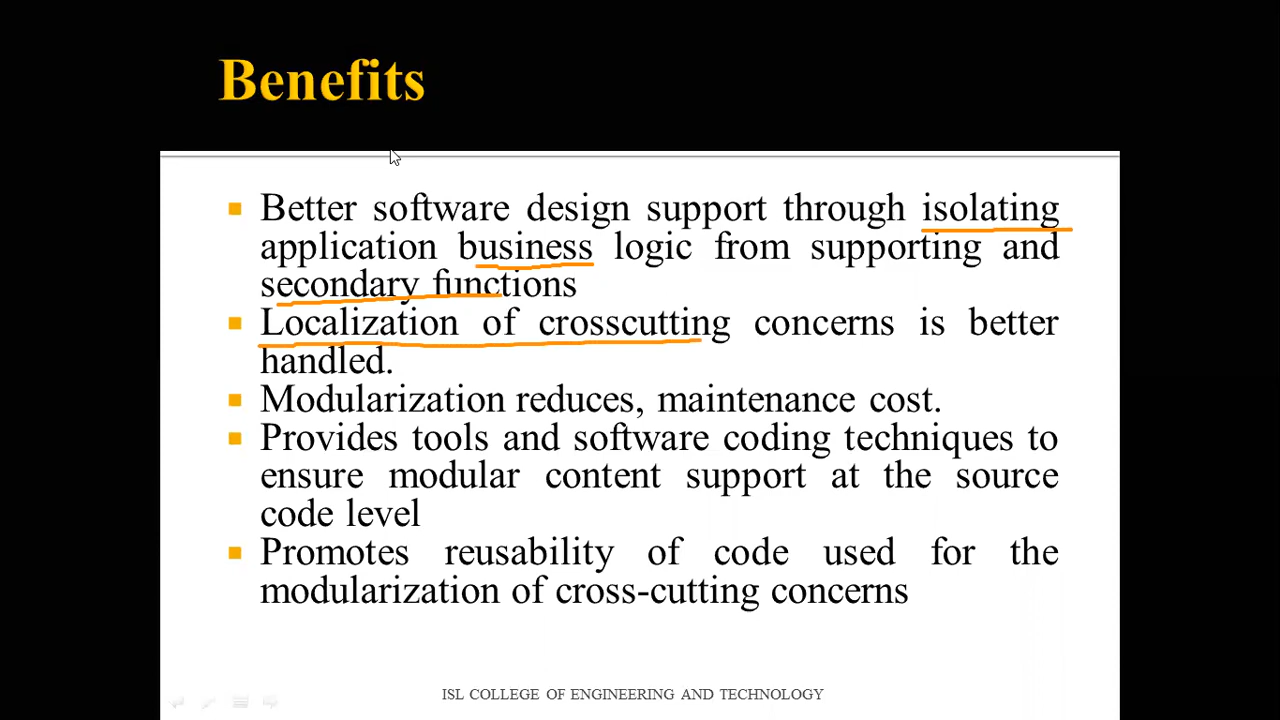 Benefits
Better software design support through isolating
application business logic from supporting and
secondary functions
Localization of crosscutting concerns is better
handled.
Modularization reduces, maintenance cost.
Provides tools and software coding techniques to
ensure modular content support at the source
code level
Promotes reusability of code used for the
modularization of cross-cutting concerns
ISL COLLEGE OF ENGINEERING AND TECHNOLOGY